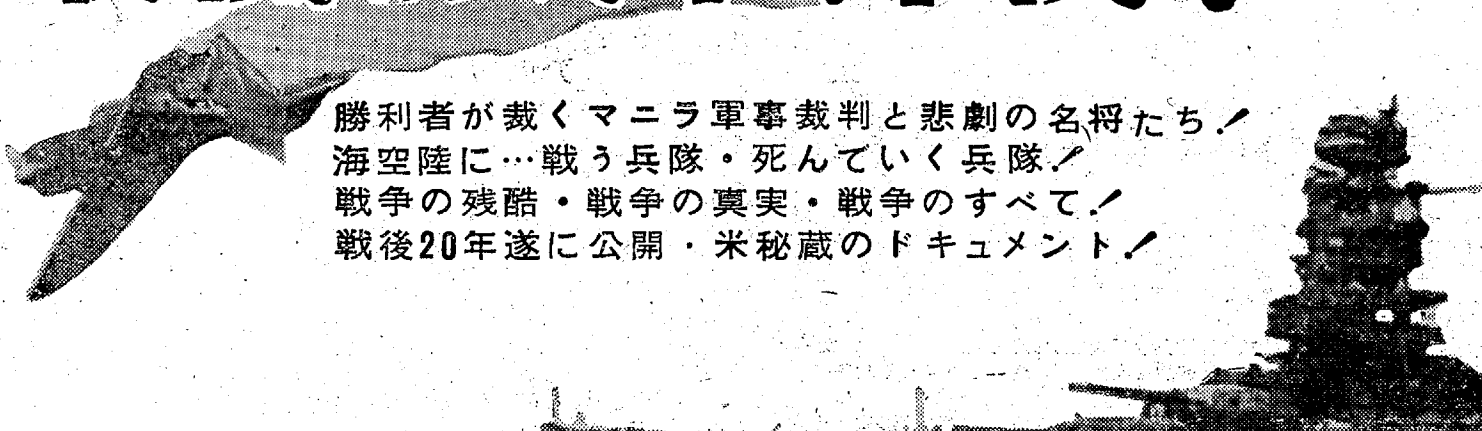 勝利者が裁くマニラ軍事裁判と悲劇の名将たち!
海空陸に…戦う兵隊・死んでいく兵隊!
戦争の残酷・戦争の真実・戦争のすべて!
戦後20年遂に公開・米秘蔵のドキュメント!